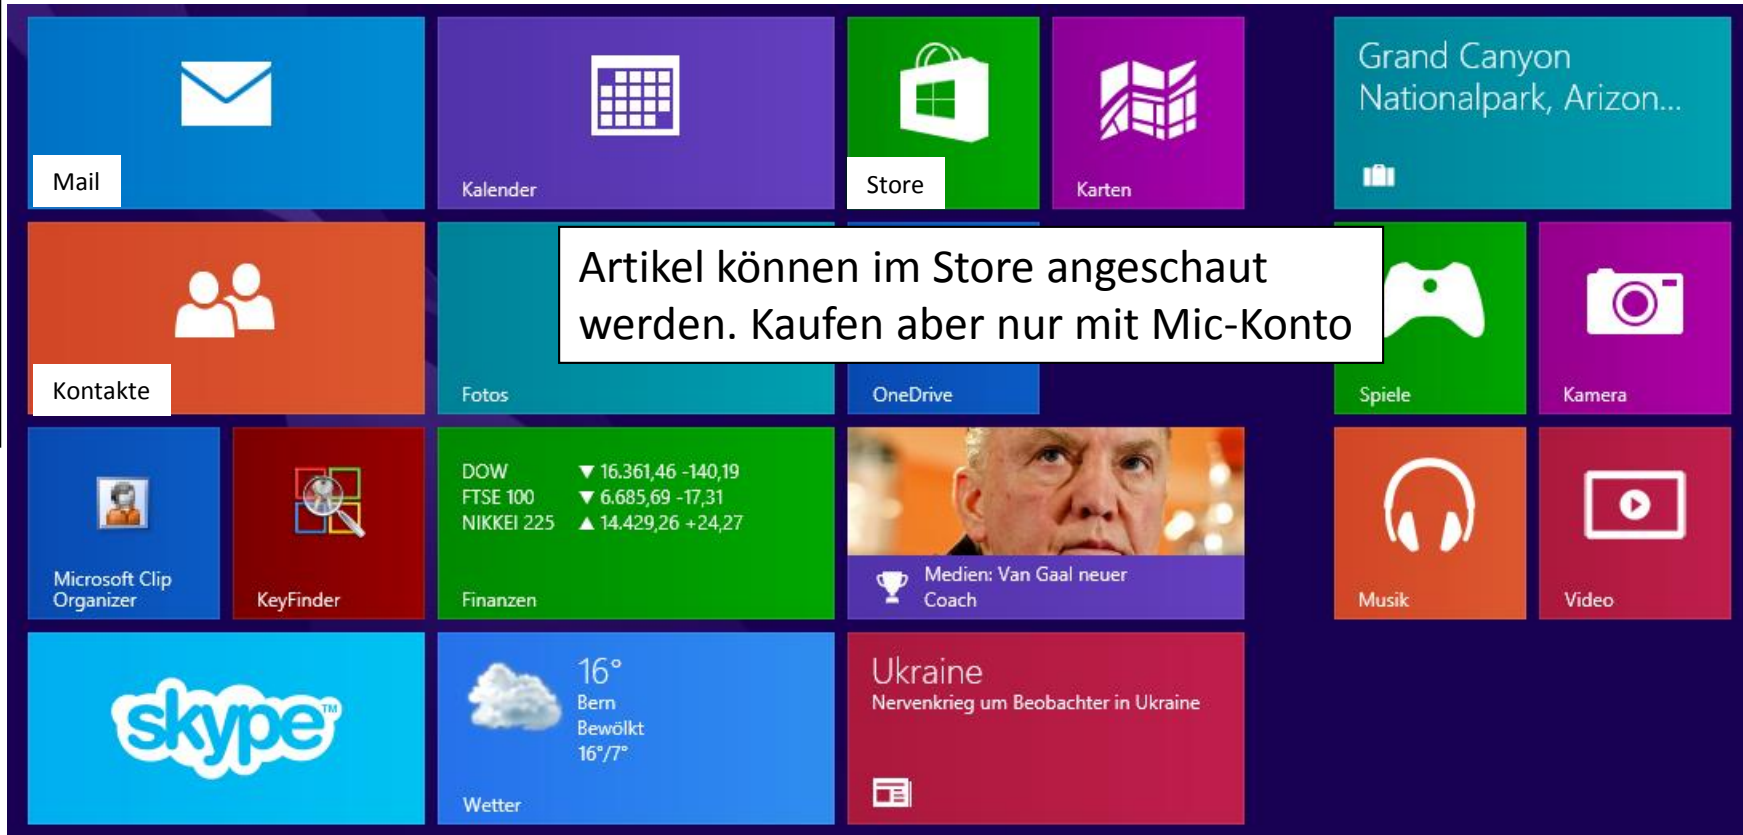 Mail
Kalender
Store
Karten
Grand Canyon
Nationalpark, Arizon...
Kontakte
Fotos
Artikel können im Store angeschaut
werden. Kaufen aber nur mit Mic-Konto
OneDrive
Spiele
Kamera
Microsoft Clip
Organizer
KeyFinder
DOW ▼ 16.361,46 -140,19
FTSE 100 ▼ 6.685,69 -17,31
NIKKEI 225 ▲ 14.429,26 +24,27
Finanzen
Medien: Van Gaal neuer
Coach
Musik
Video
skype™
16°
Bern
Bewölkt
16°/7°
Wetter
Ukraine
Nervenkrieg um Beobachter in Ukraine